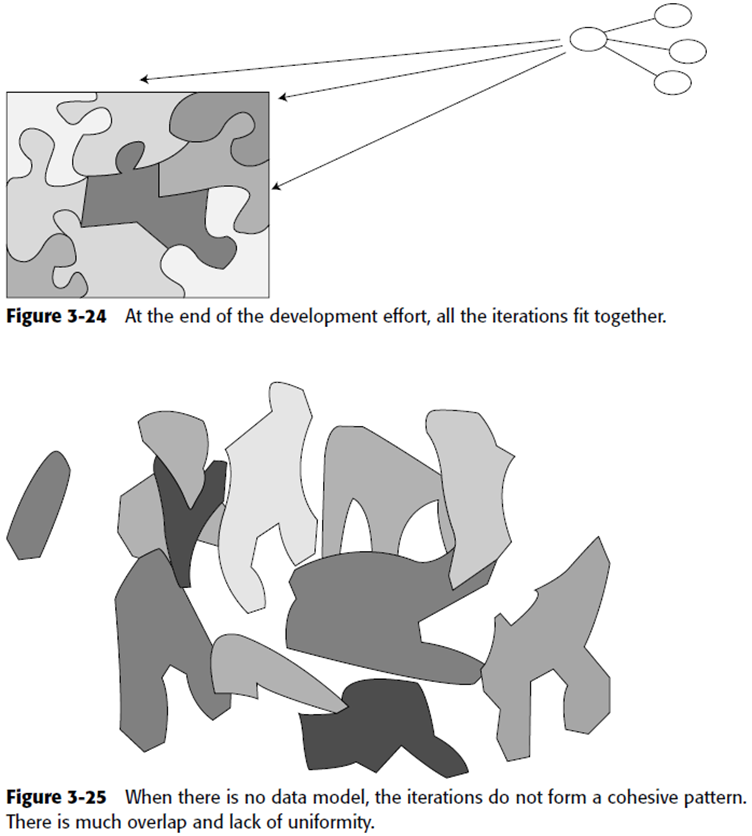 Figure 3-24 At the end of the development effort, all the iterations fit together.
Figure 3-25 When there is no data model, the iterations do not form a cohesive pattern.
There is much overlap and lack of uniformity.